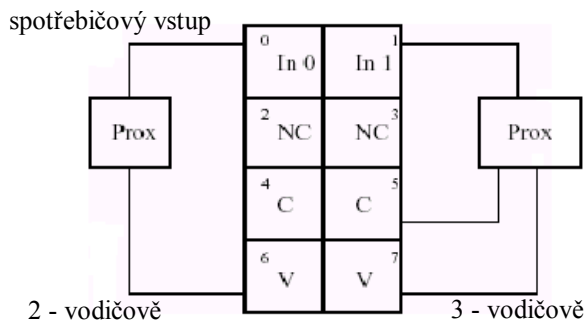 spotřebičový vstup
0 In 0 In 1 1
Prox 2 NC NC 3 Prox
4 C C 5
6 V V 7
2 - vodičově 3 - vodičově